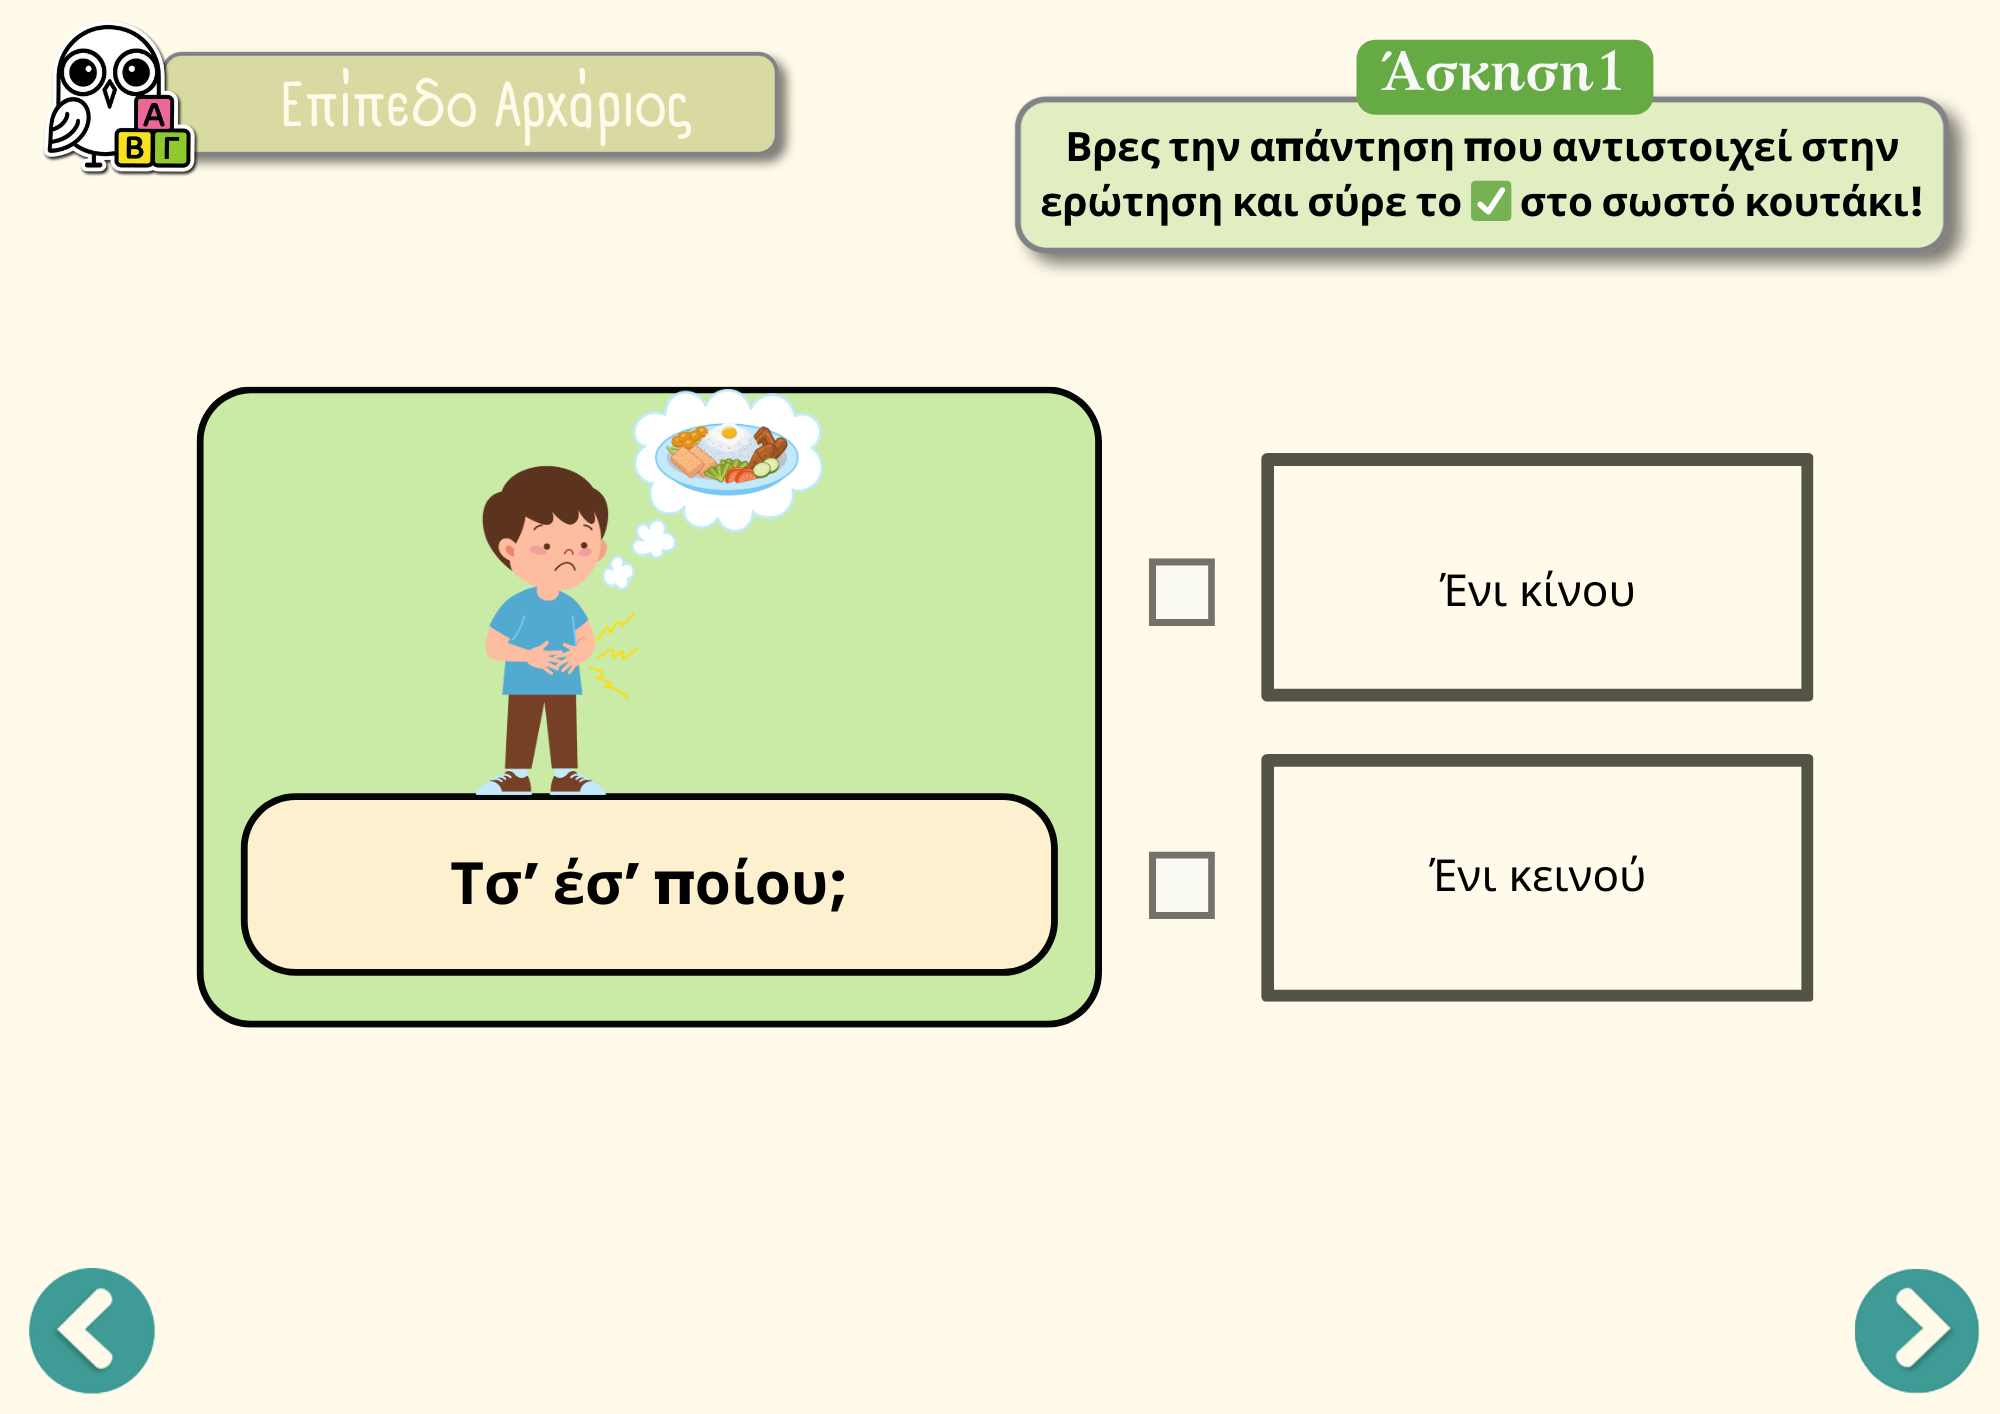 Α
Β Γ
Επίπεδο Αρχάριος
Άσκηση 1
Βρες την απάντηση που αντιστοιχεί στην
ερώτηση και σύρε το ✅ στο σωστό κουτάκι!
Τσ’ έσ’ ποίου;
Ένι κίνου
Ένι κεινού